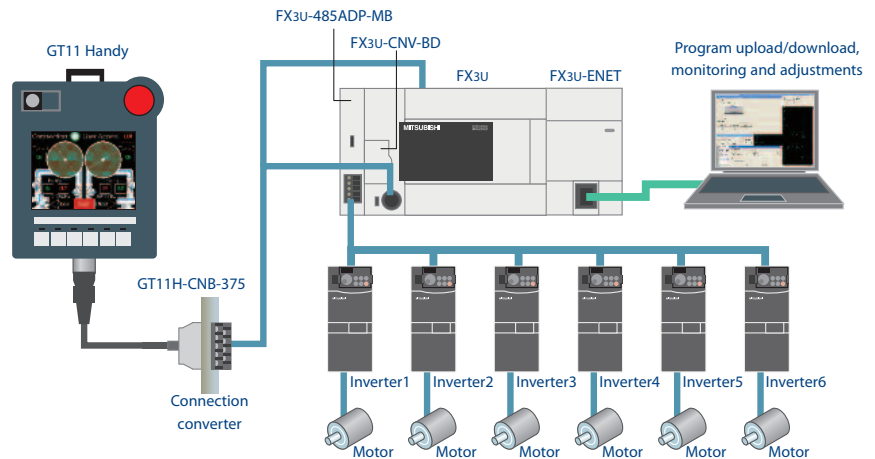 FX3U-485ADP-MB
FX3U-CNV-BD
GT11 Handy
FX3U
FX3U-ENET
Program upload/download,
monitoring and adjustments
MITSUBISHI
GT11H-CNB-375
Connection
converter
Inverter1
Inverter2
Inverter3
Inverter4
Inverter5
Inverter6
Motor
Motor
Motor
Motor
Motor
Motor